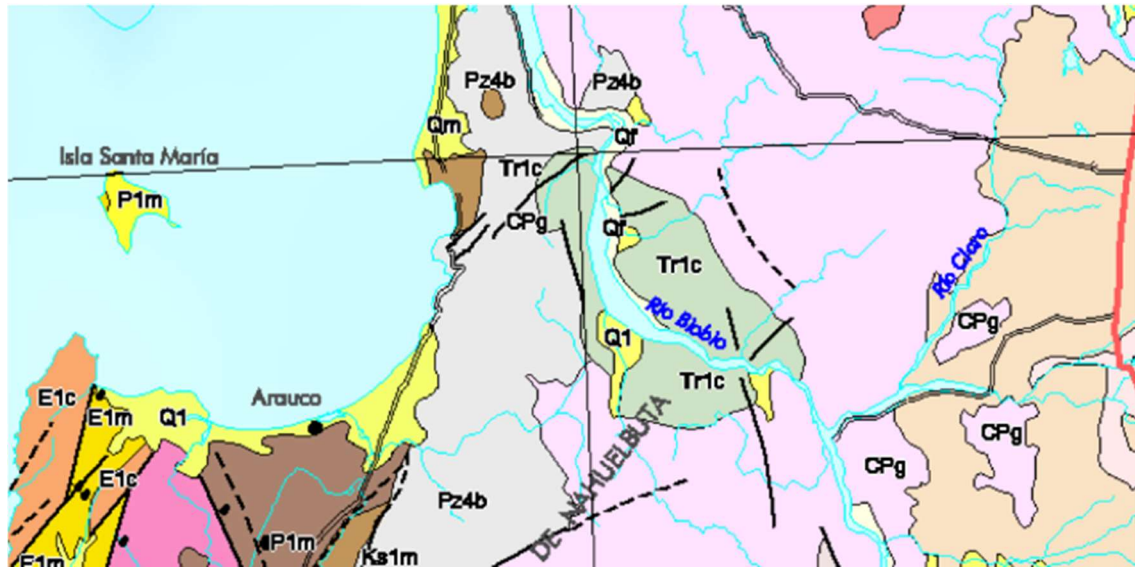 Pz4b
Pz4b
Qm
Qf
Isla Santa María
Tr1c
P1m
CPg
Qf
Tr1c
Río Claro
Río Biobío
CPg
Q1
Tr1c
E1c
Arauco
E1m
Q1
CPg
DE NAHUELBUTA
CPg
E1c
Pz4b
P1m
Ks1m
E1m